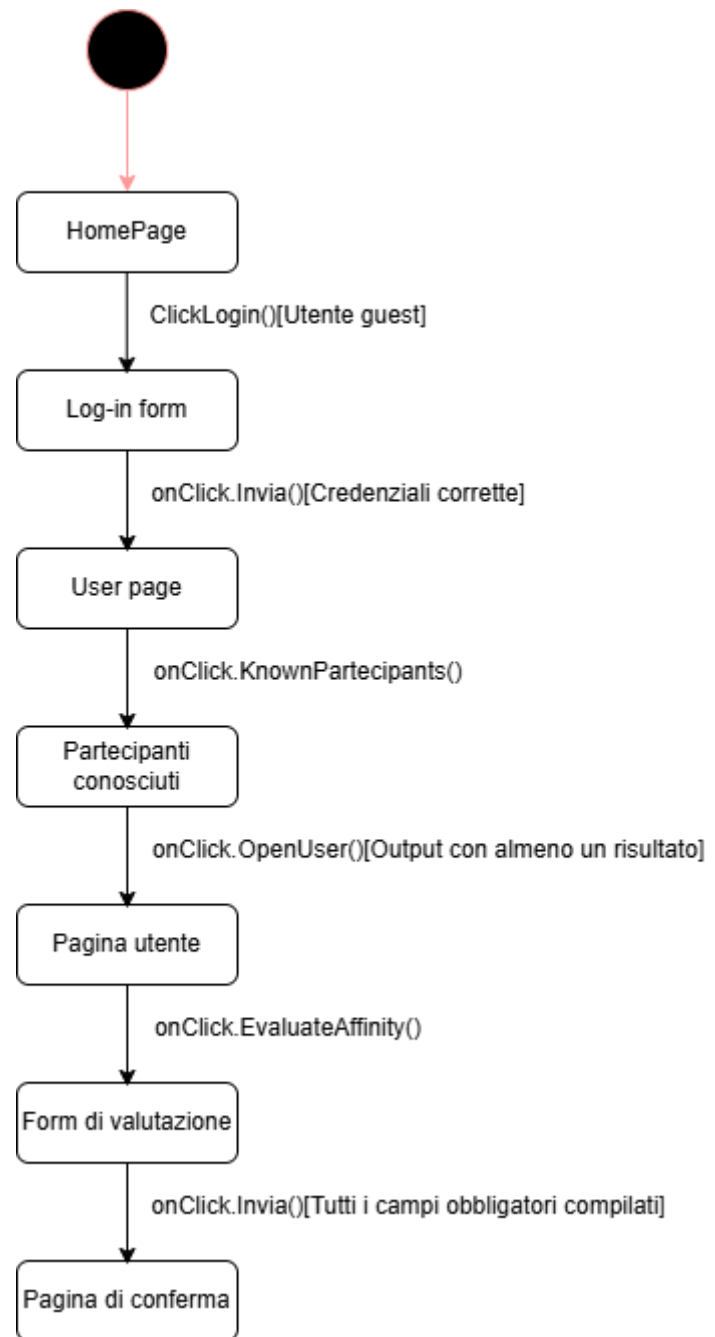 HomePage
ClickLogin()[Utente guest]
Log-in form
onClick.Invia()[Credenziali corrette]
User page
onClick.KnownPartecipants()
Partecipanti
conosciuti
onClick.OpenUser()[Output con almeno un risultato]
Pagina utente
onClick.EvaluateAffinity()
Form di valutazione
onClick.Invia()[Tutti i campi obbligatori compilati]
Pagina di conferma